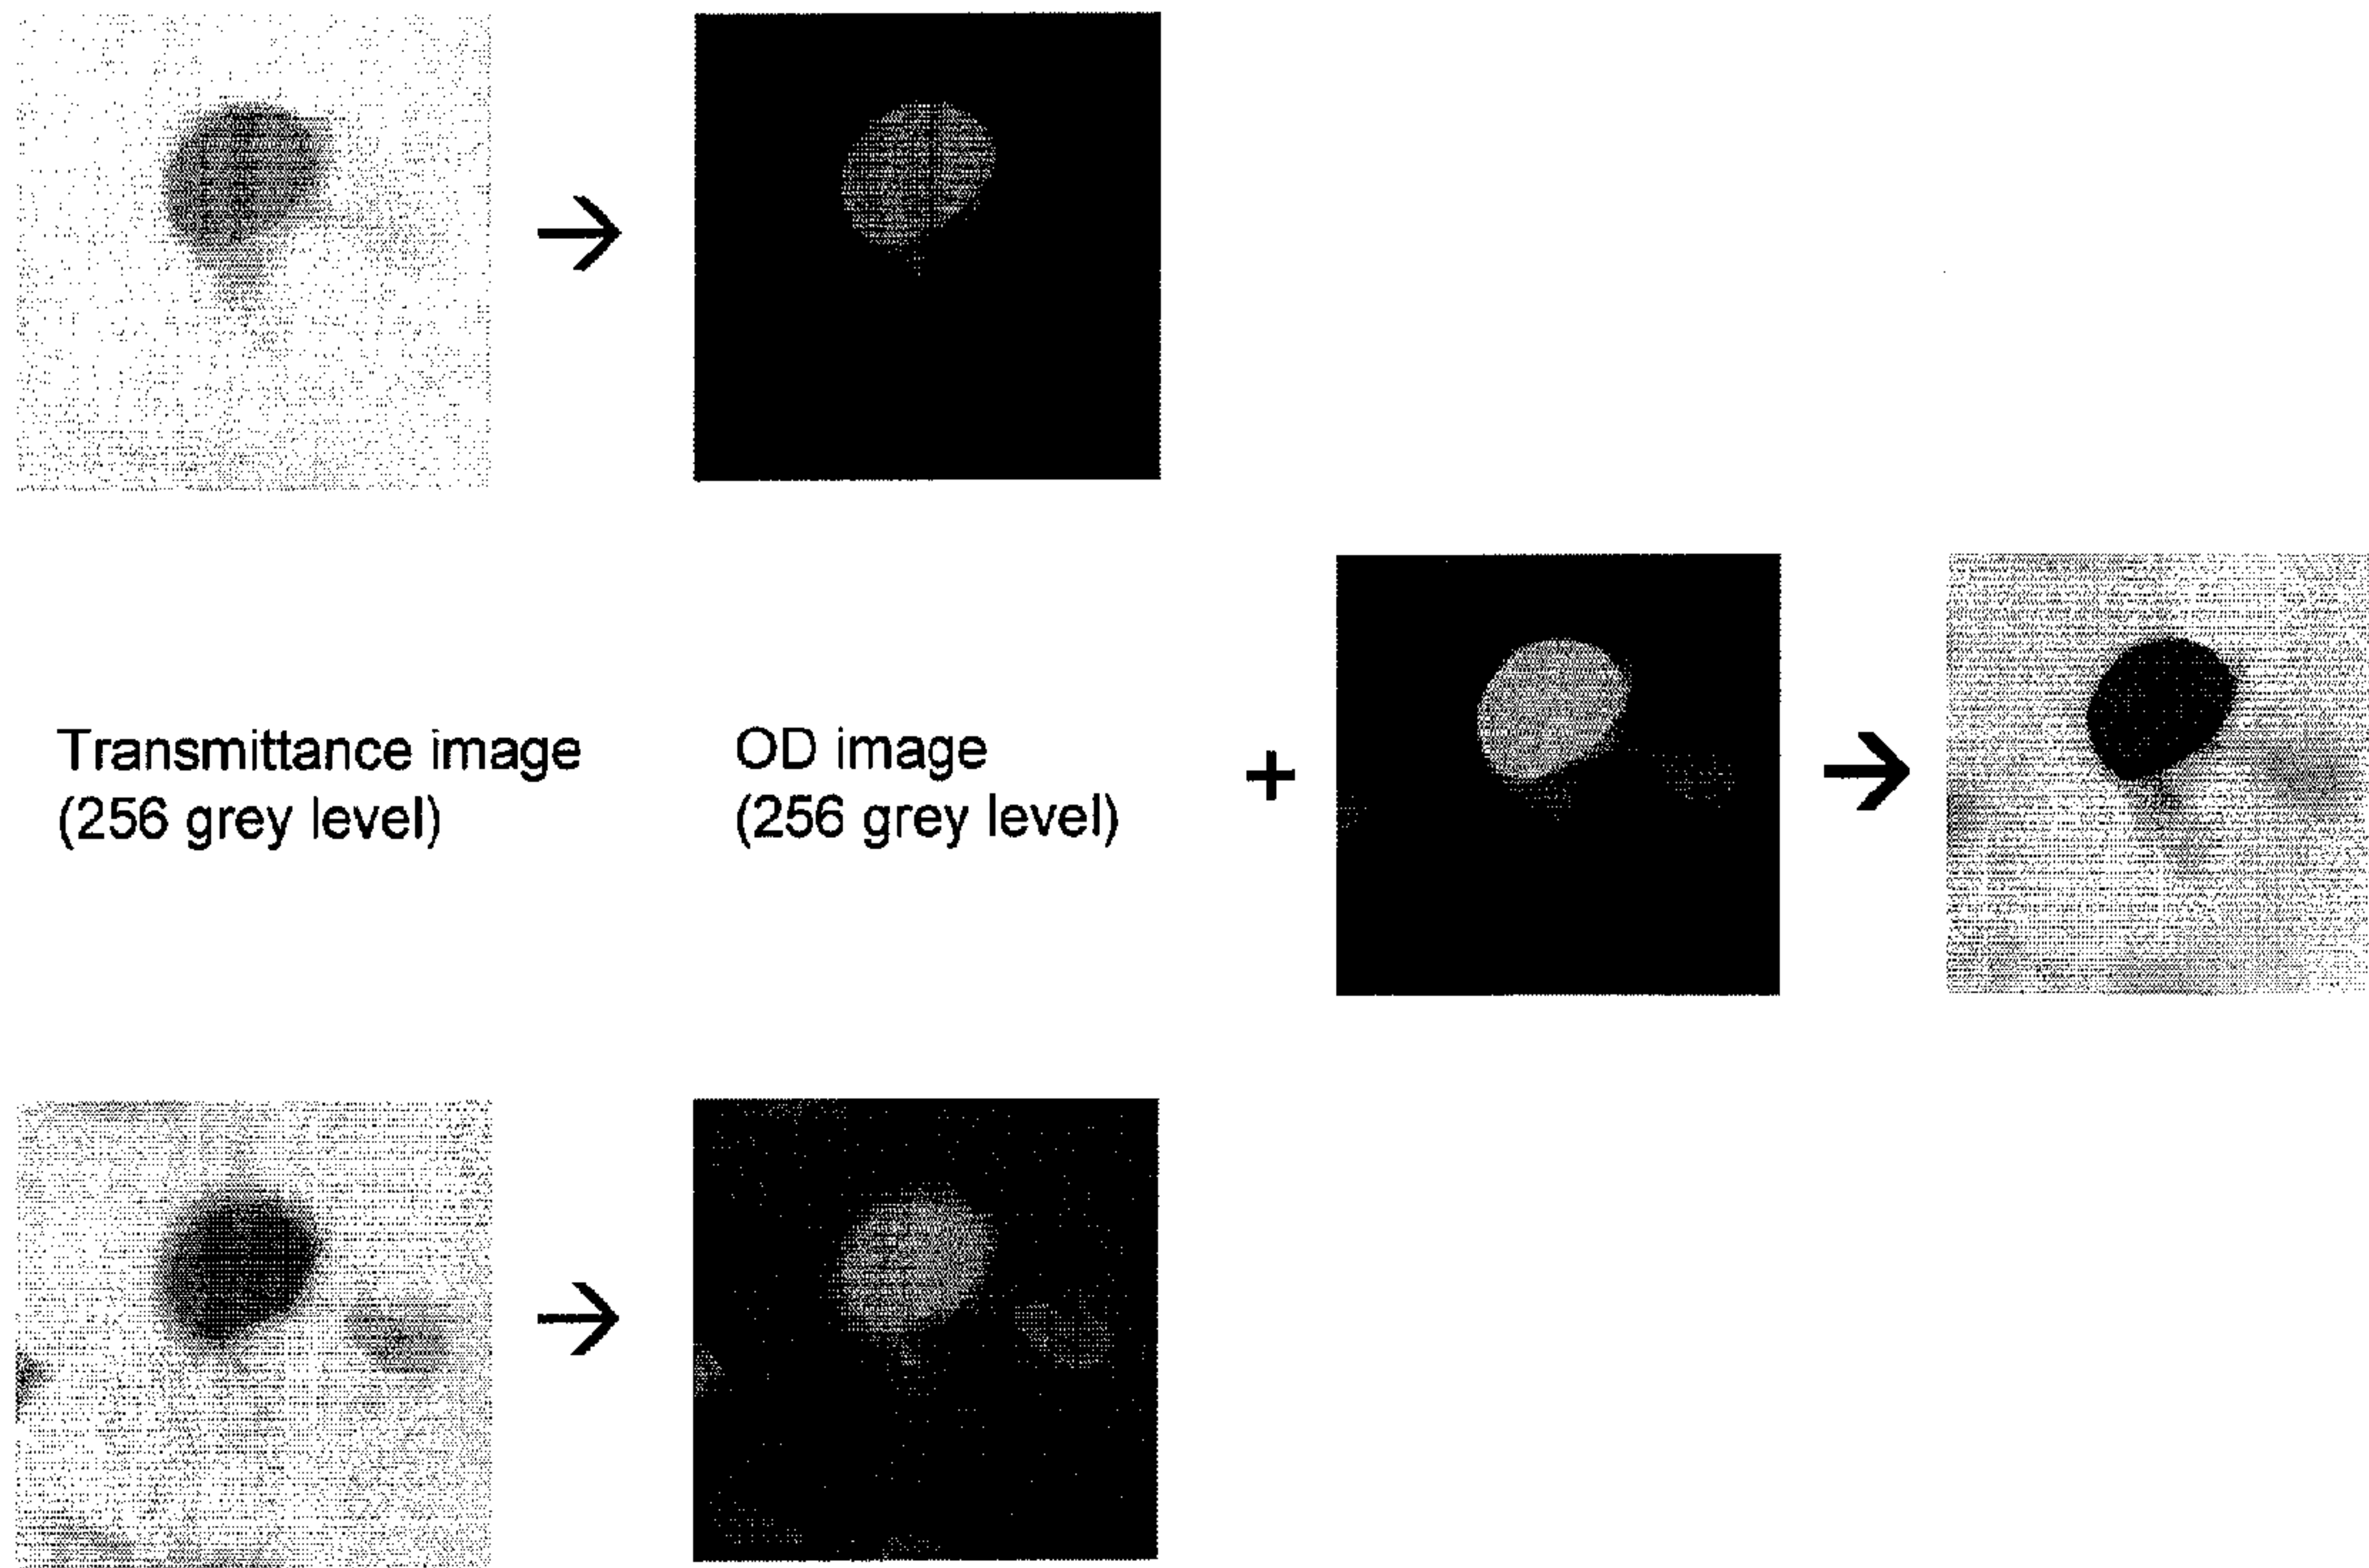 Transmittance image
(256 grey level)
OD image
(256 grey level)
+